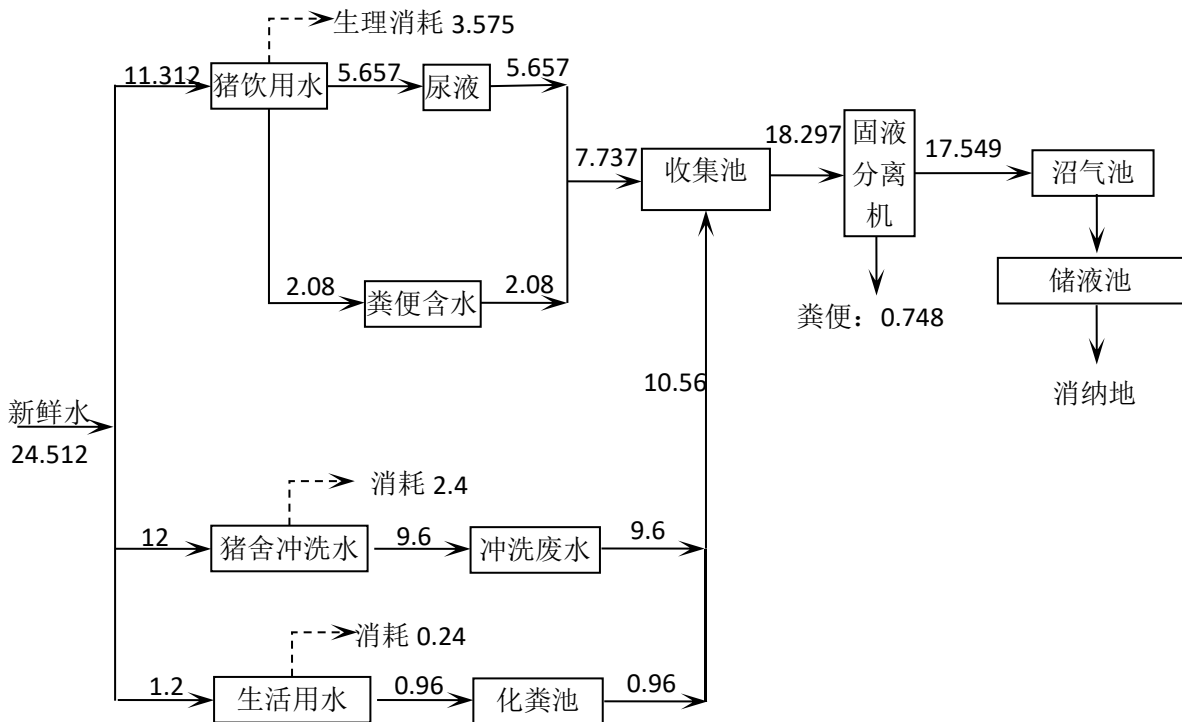 生理消耗 3.575
11.312
猪饮用水
5.657
尿液
5.657
7.737
收集池
18.297
固液
分离
机
17.549
沼气池
2.08
粪便含水
2.08
粪便：0.748
储液池
消纳地
10.56
新鲜水
24.512
消耗 2.4
12
猪舍冲洗水
9.6
冲洗废水
9.6
消耗 0.24
1.2
生活用水
0.96
化粪池
0.96